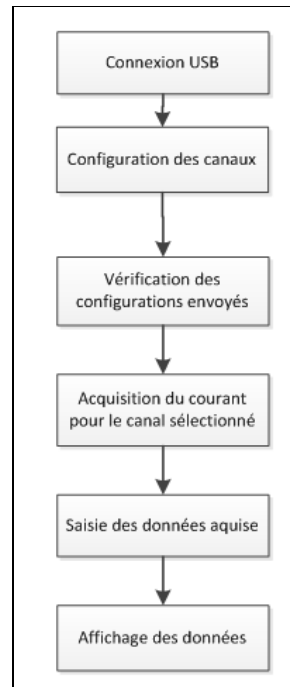 Connexion USB
Configuration des canaux
Vérification des
configurations envoyés
Acquisition du courant
pour le canal sélectionné
Saisie des données aquise
Affichage des données